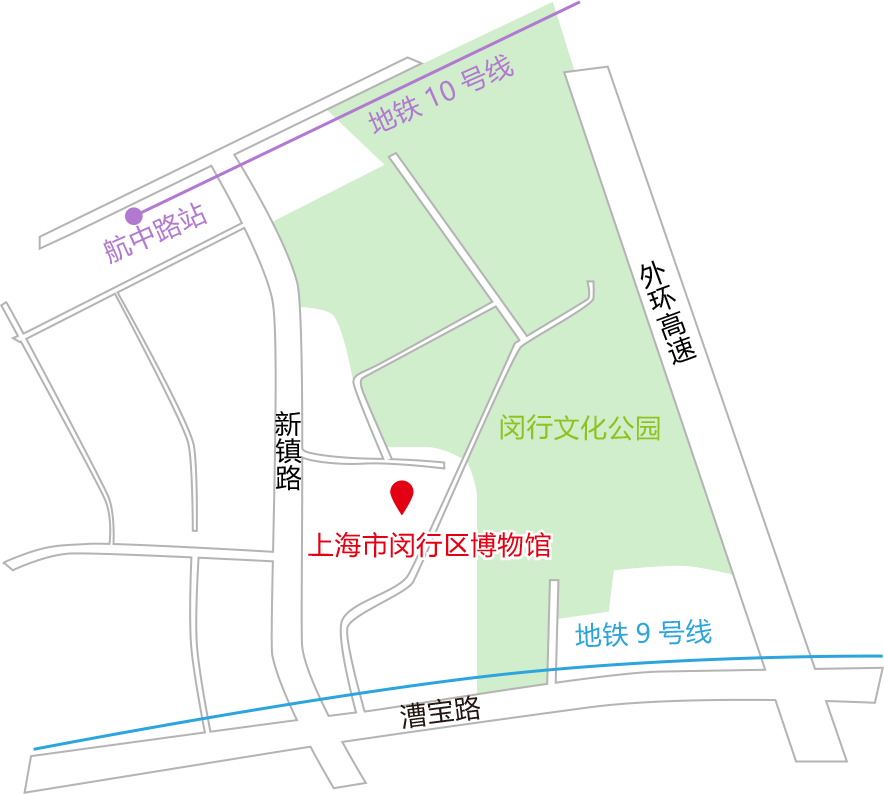 地铁 10 号线
航中路站
外环高速
新镇路
闵行文化公园
上海市闵行区博物馆
地铁 9 号线
漕宝路